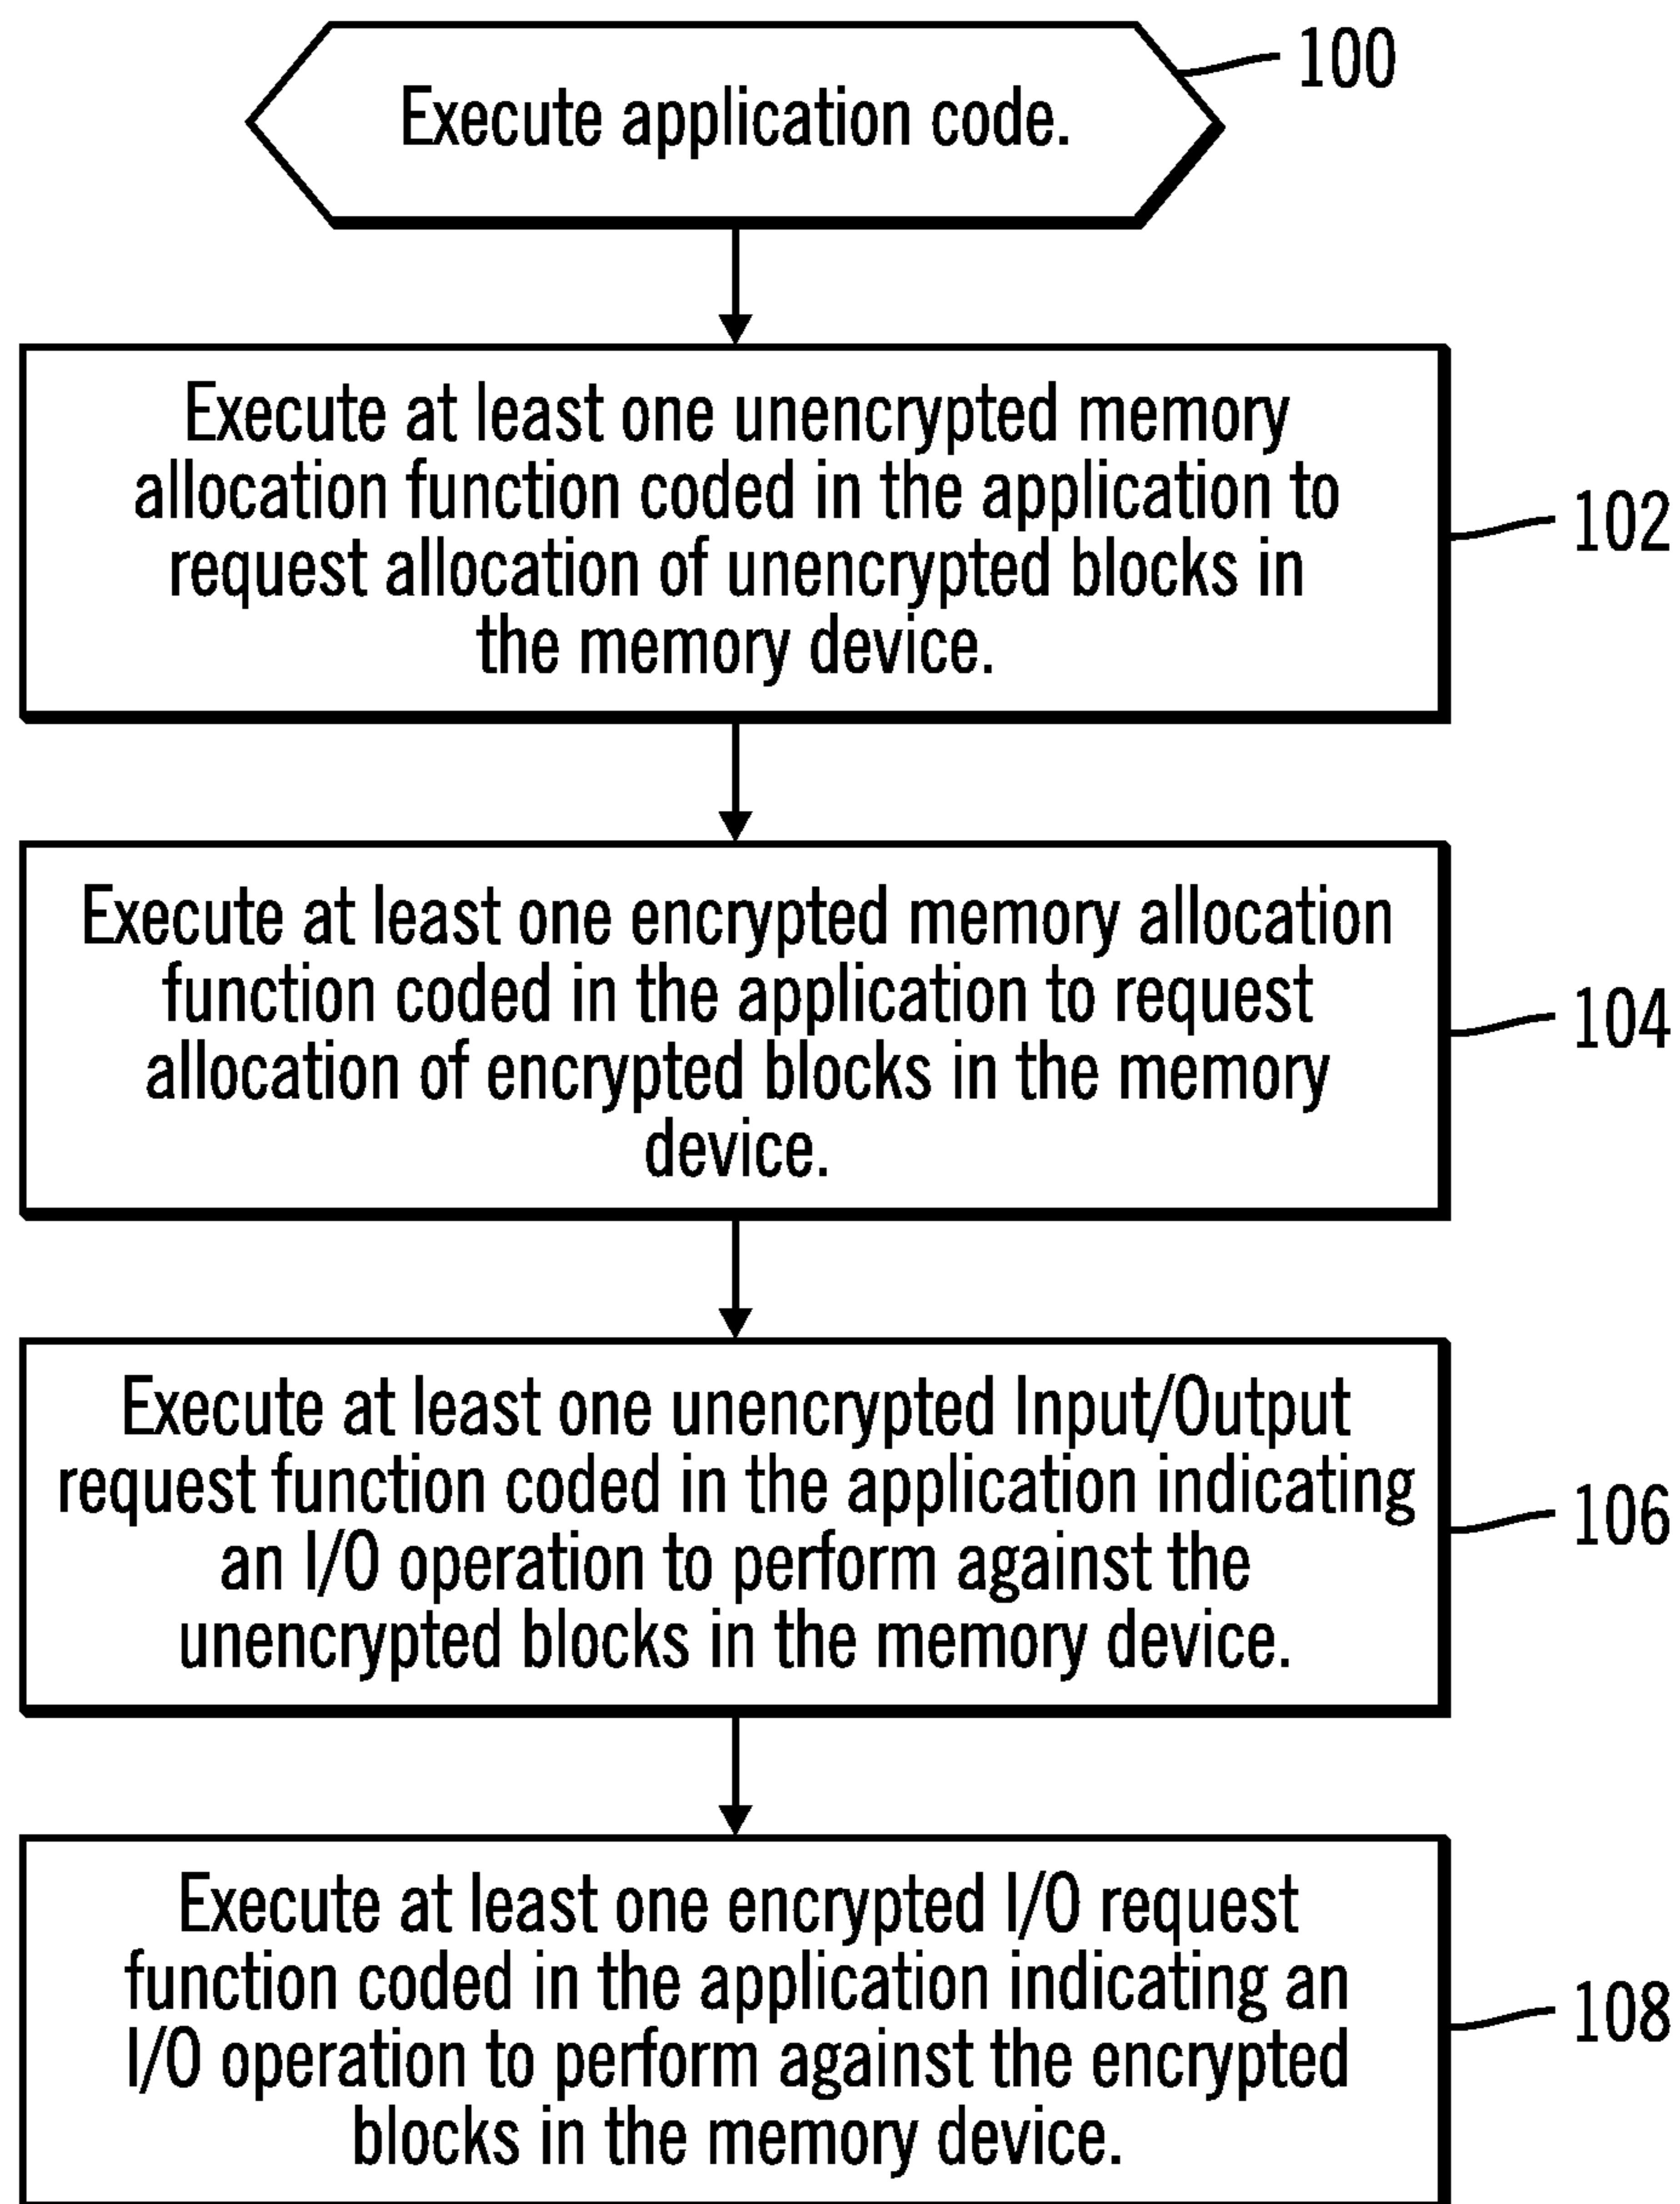 100
Execute application code.
Execute at least one unencrypted memory
allocation function coded in the application to
request allocation of unencrypted blocks in
the memory device.
102
Execute at least one encrypted memory allocation
function coded in the application to request
allocation of encrypted blocks in the memory
device.
104
Execute at least one unencrypted Input/Output
request function coded in the application indicating
an I/O operation to perform against the
unencrypted blocks in the memory device.
106
Execute at least one encrypted I/O request
function coded in the application indicating an
I/O operation to perform against the encrypted
blocks in the memory device.
108